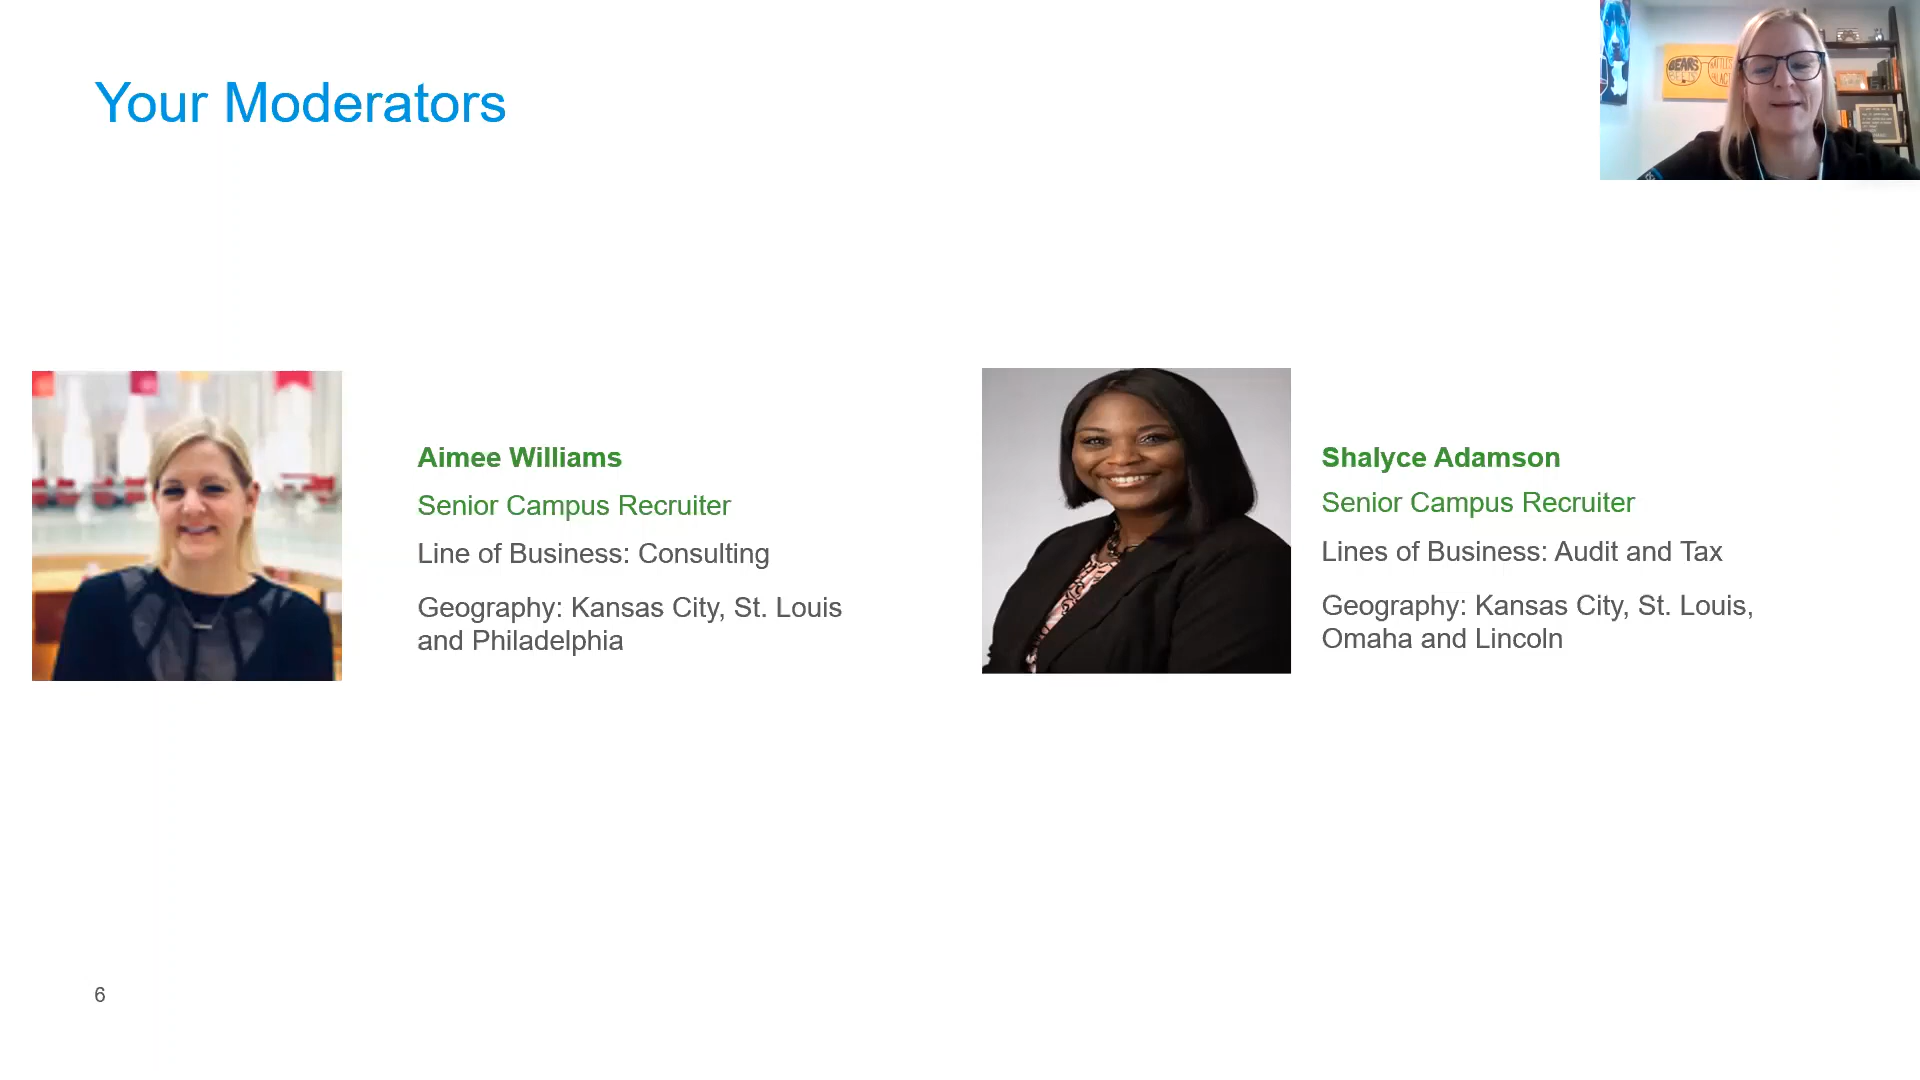 Your Moderators
BEARS
Aimee Williams
Senior Campus Recruiter
Line of Business: Consulting
Geography: Kansas City, St. Louis
and Philadelphia
Shalyce Adamson
Senior Campus Recruiter
Lines of Business: Audit and Tax
Geography: Kansas City, St. Louis,
Omaha and Lincoln
6